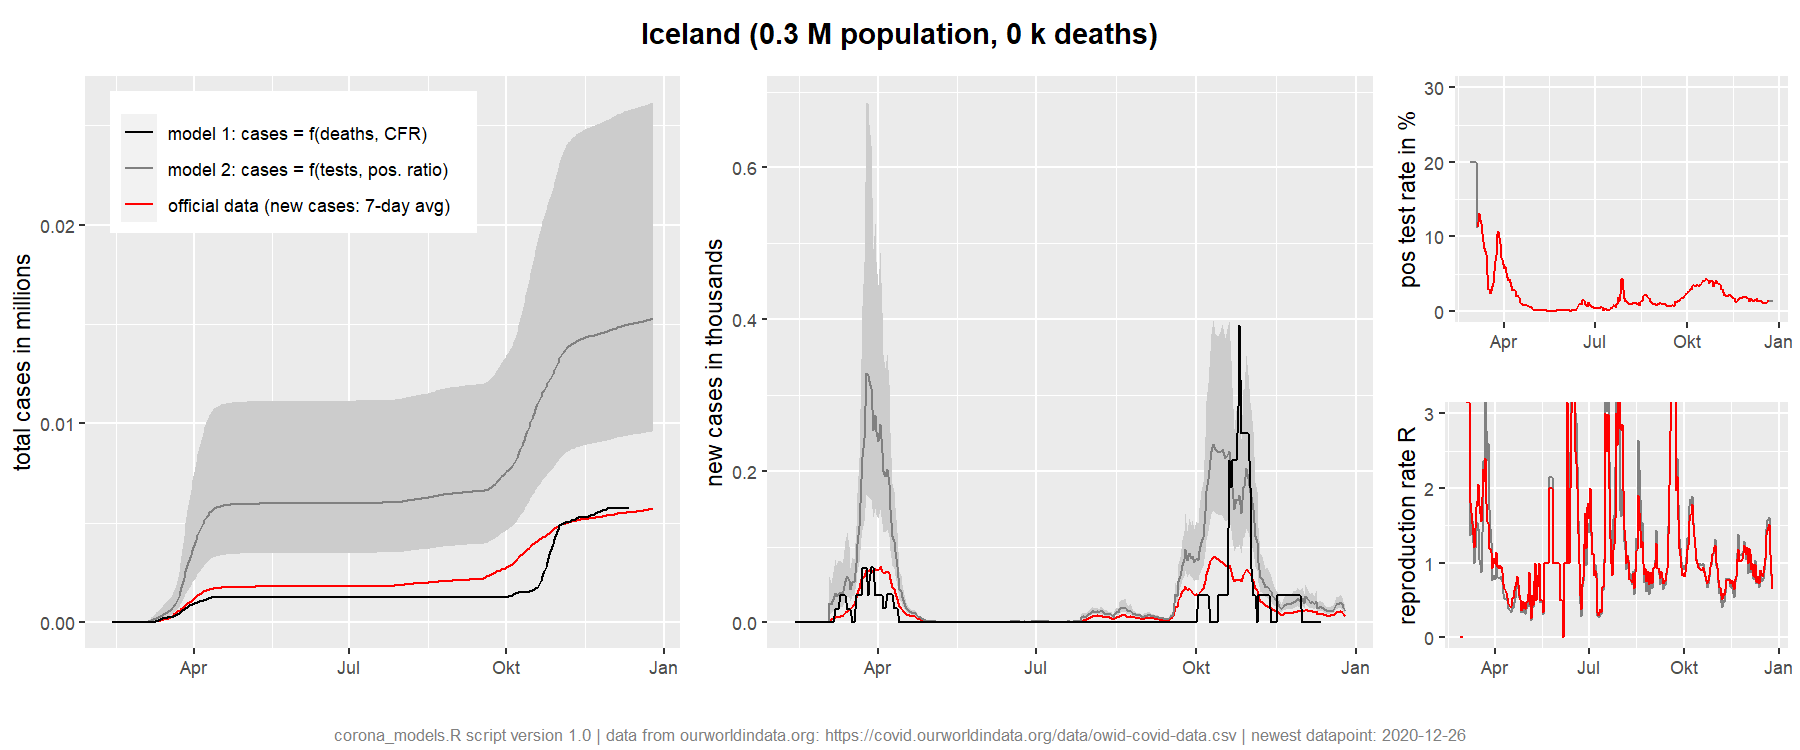 Iceland (0.3 M population, 0 k deaths)
total cases in millions
0.02
0.01
0.00
model 1: cases = f(deaths, CFR)
model 2: cases = f(tests, pos. ratio)
official data (new cases: 7-day avg)
Apr Jul Okt Jan
new cases in thousands
0.6
0.4
0.2
0.0
Apr Jul Okt Jan
pos test rate in %
30
20
10
0
Apr Jul Okt Jan
reproduction rate R
3
2
1
0
Apr Jul Okt Jan
corona_models.R script version 1.0 | data from ourworldindata.org: https://covid.ourworldindata.org/data/owid-covid-data.csv | newest datapoint: 2020-12-26